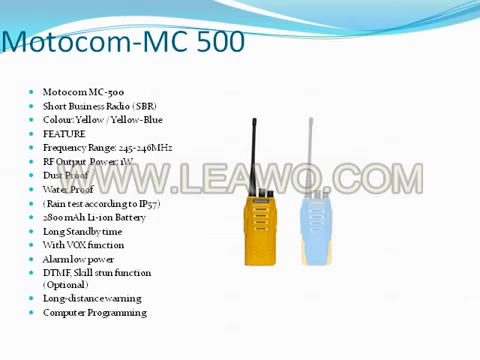 Motocom-MC 500
Motocom MC-500
Short Business Radio (SBR)
Colour: Yellow / Yellow-Blue
FEATURE
Frequency Range: 245-246MHz
RF Output Power: 1W
Dust Proof
Water Proof
(Rain test according to IP57)
2800 mAh Li-ion Battery
Long Standby time
With VOX function
Alarm low power
DTMF, Skill stun function
(Optional)
Long-distance warning
Computer Programming
WWW.LEAWO.COM